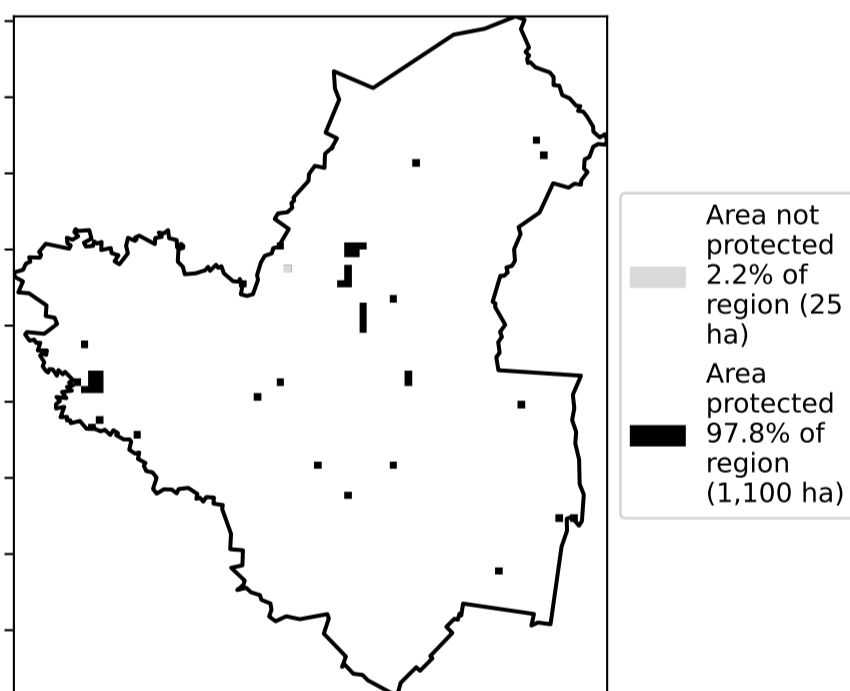 Area not
protected
2.2% of
region (25
ha)
Area
protected
97.8% of
region
(1,100 ha)